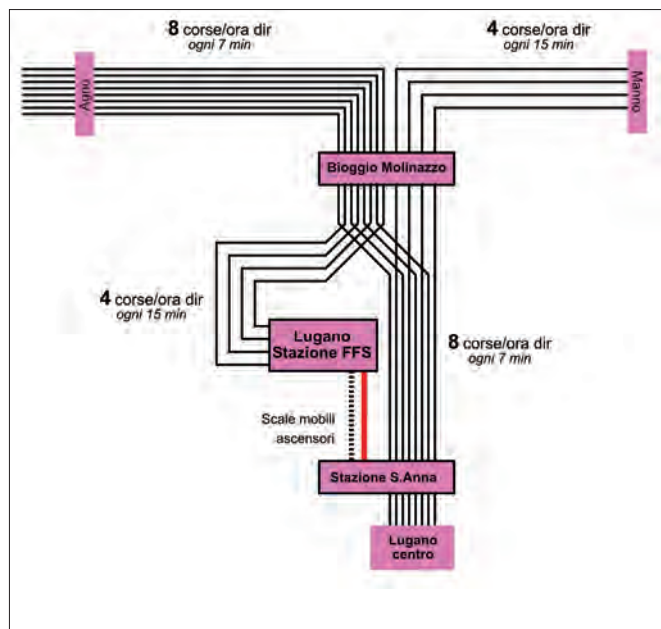 8 corse/ora dir
ogni 7 min
4 corse/ora dir
ogni 15 min
Agno
Manno
Bioggio Molinazzo
4 corse/ora dir
ogni 15 min
Lugano
Stazione FFS
8 corse/ora dir
ogni 7 min
Scale mobili
ascensori
Stazione S.Anna
Lugano
centro